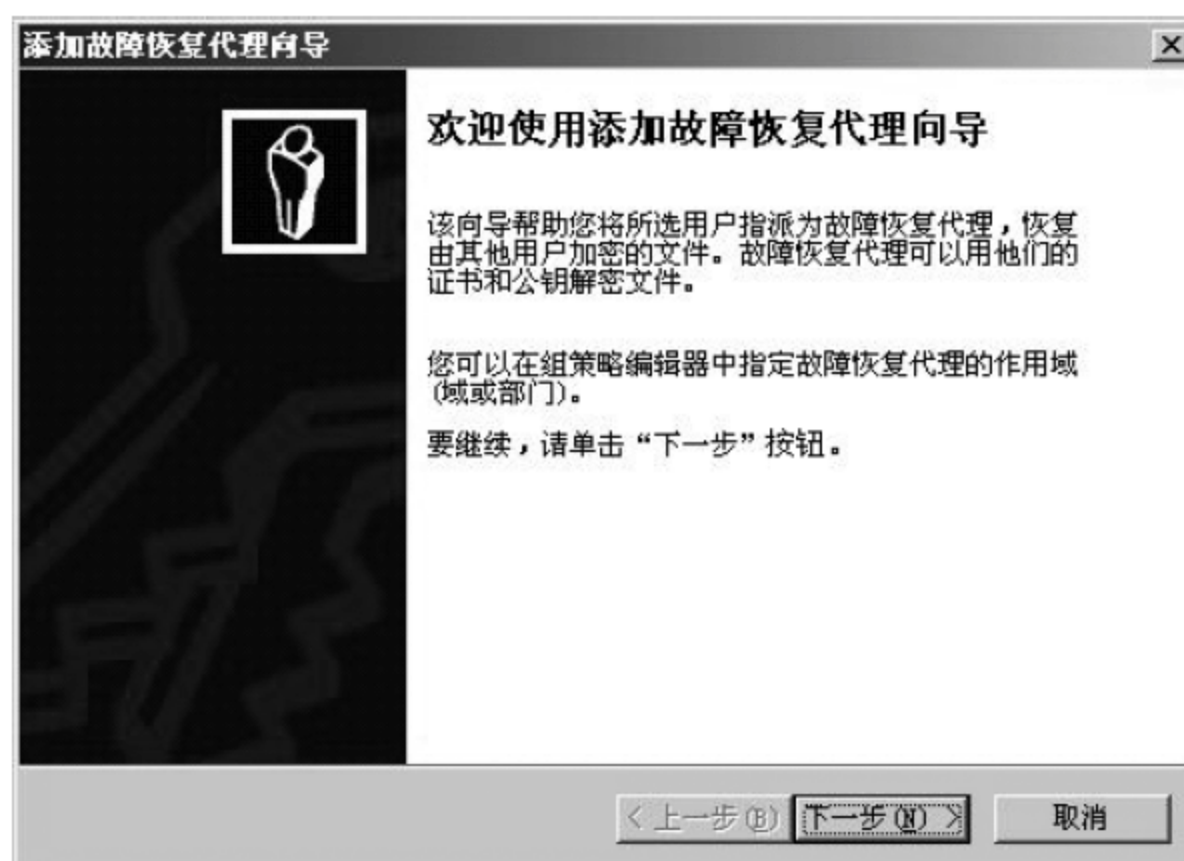 添加故障恢复代理向导
欢迎使用添加故障恢复代理向导
该向导帮助您将所选用户指派为故障恢复代理，恢复
由其他用户加密的文件。故障恢复代理可以用他们的
证书和公钥解密文件。
您可以在组策略编辑器中指定故障恢复代理的作用域
(域或部门)。
要继续，请单击“下一步”按钮。
< 上一步(B) 下一步(N) > 取消